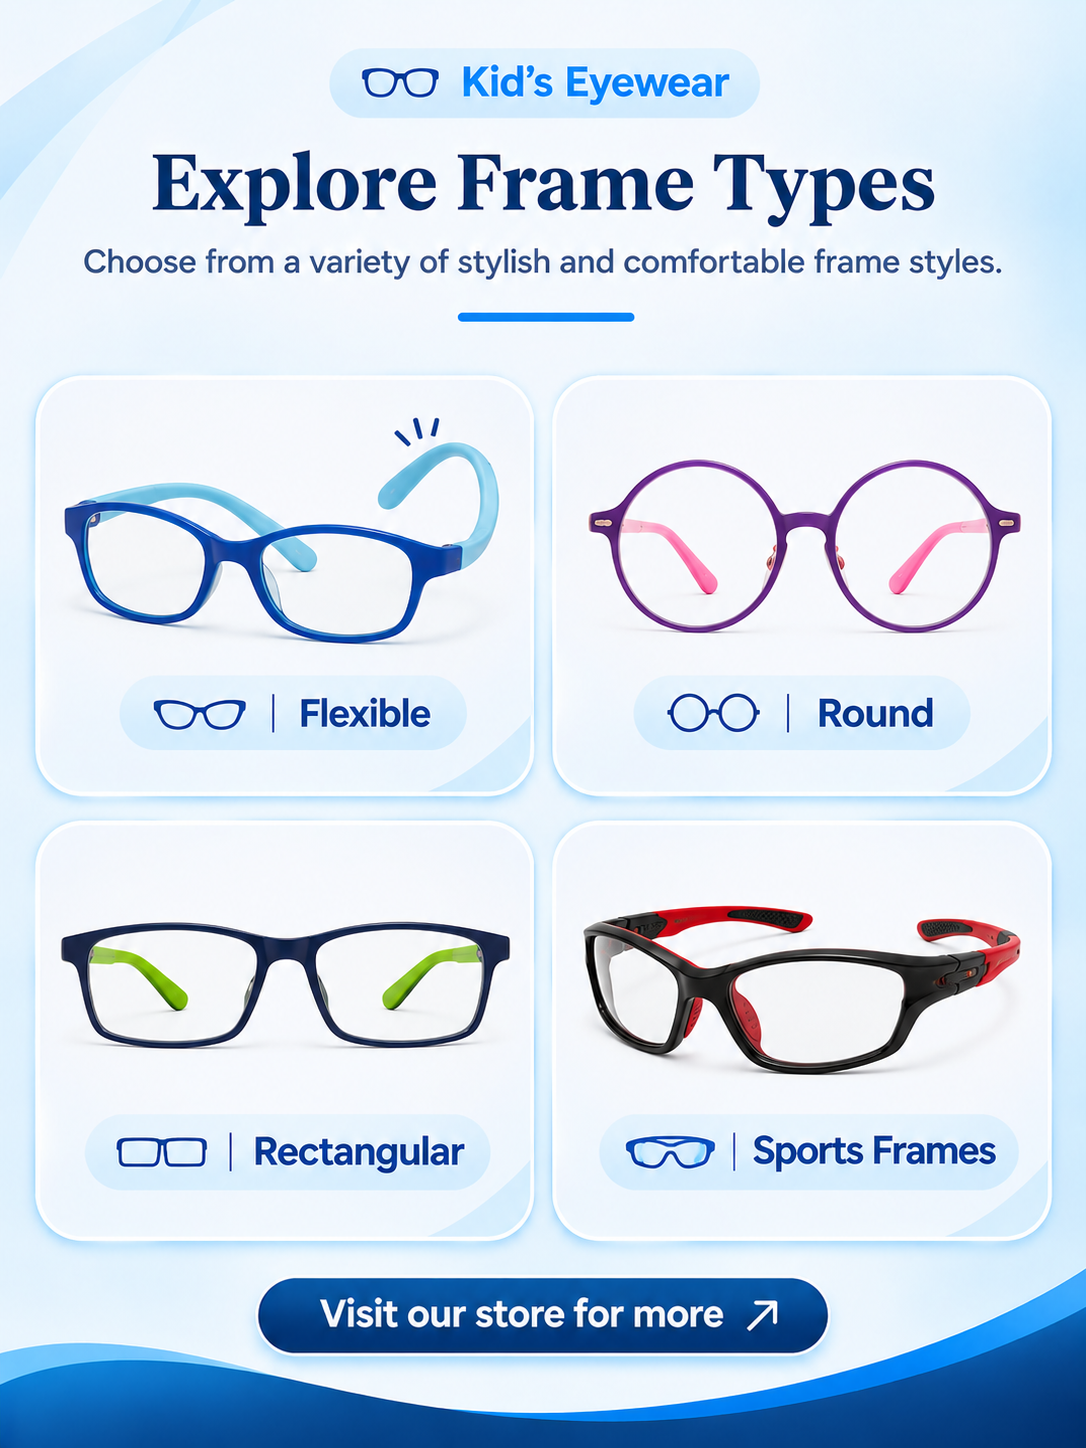 Kid’s Eyewear
Explore Frame Types
Choose from a variety of stylish and comfortable frame styles.
Flexible
Round
Rectangular
Sports Frames
Visit our store for more